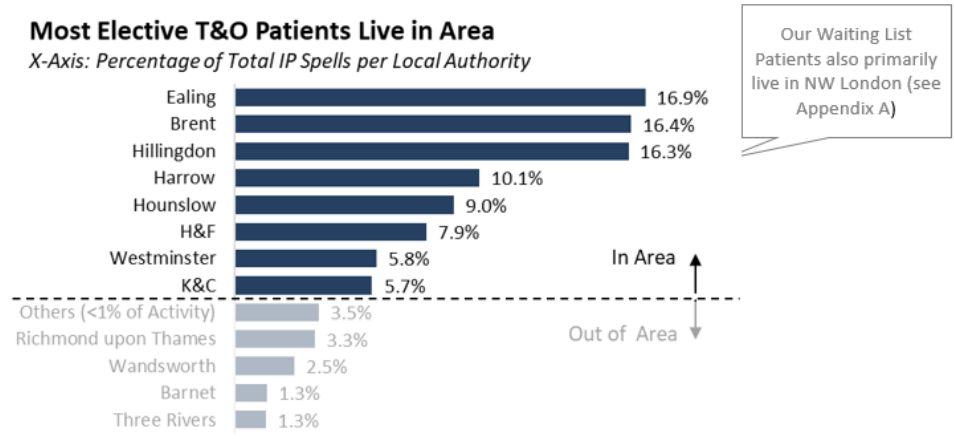 Most Elective T&O Patients Live in Area
X-Axis: Percentage of Total IP Spells per Local Authority
Our Waiting List
Patients also primarily
live in NW London (see
Appendix A)
Ealing 16.9%
Brent 16.4%
Hillingdon 16.3%
Harrow 10.1%
Hounslow 9.0%
H&F 7.9%
Westminster 5.8%
In Area
K&C 5.7%
Others (<1% of Activity) 3.5%
Richmond upon Thames 3.3%
Out of Area
Wandsworth 2.5%
Barnet 1.3%
Three Rivers 1.3%